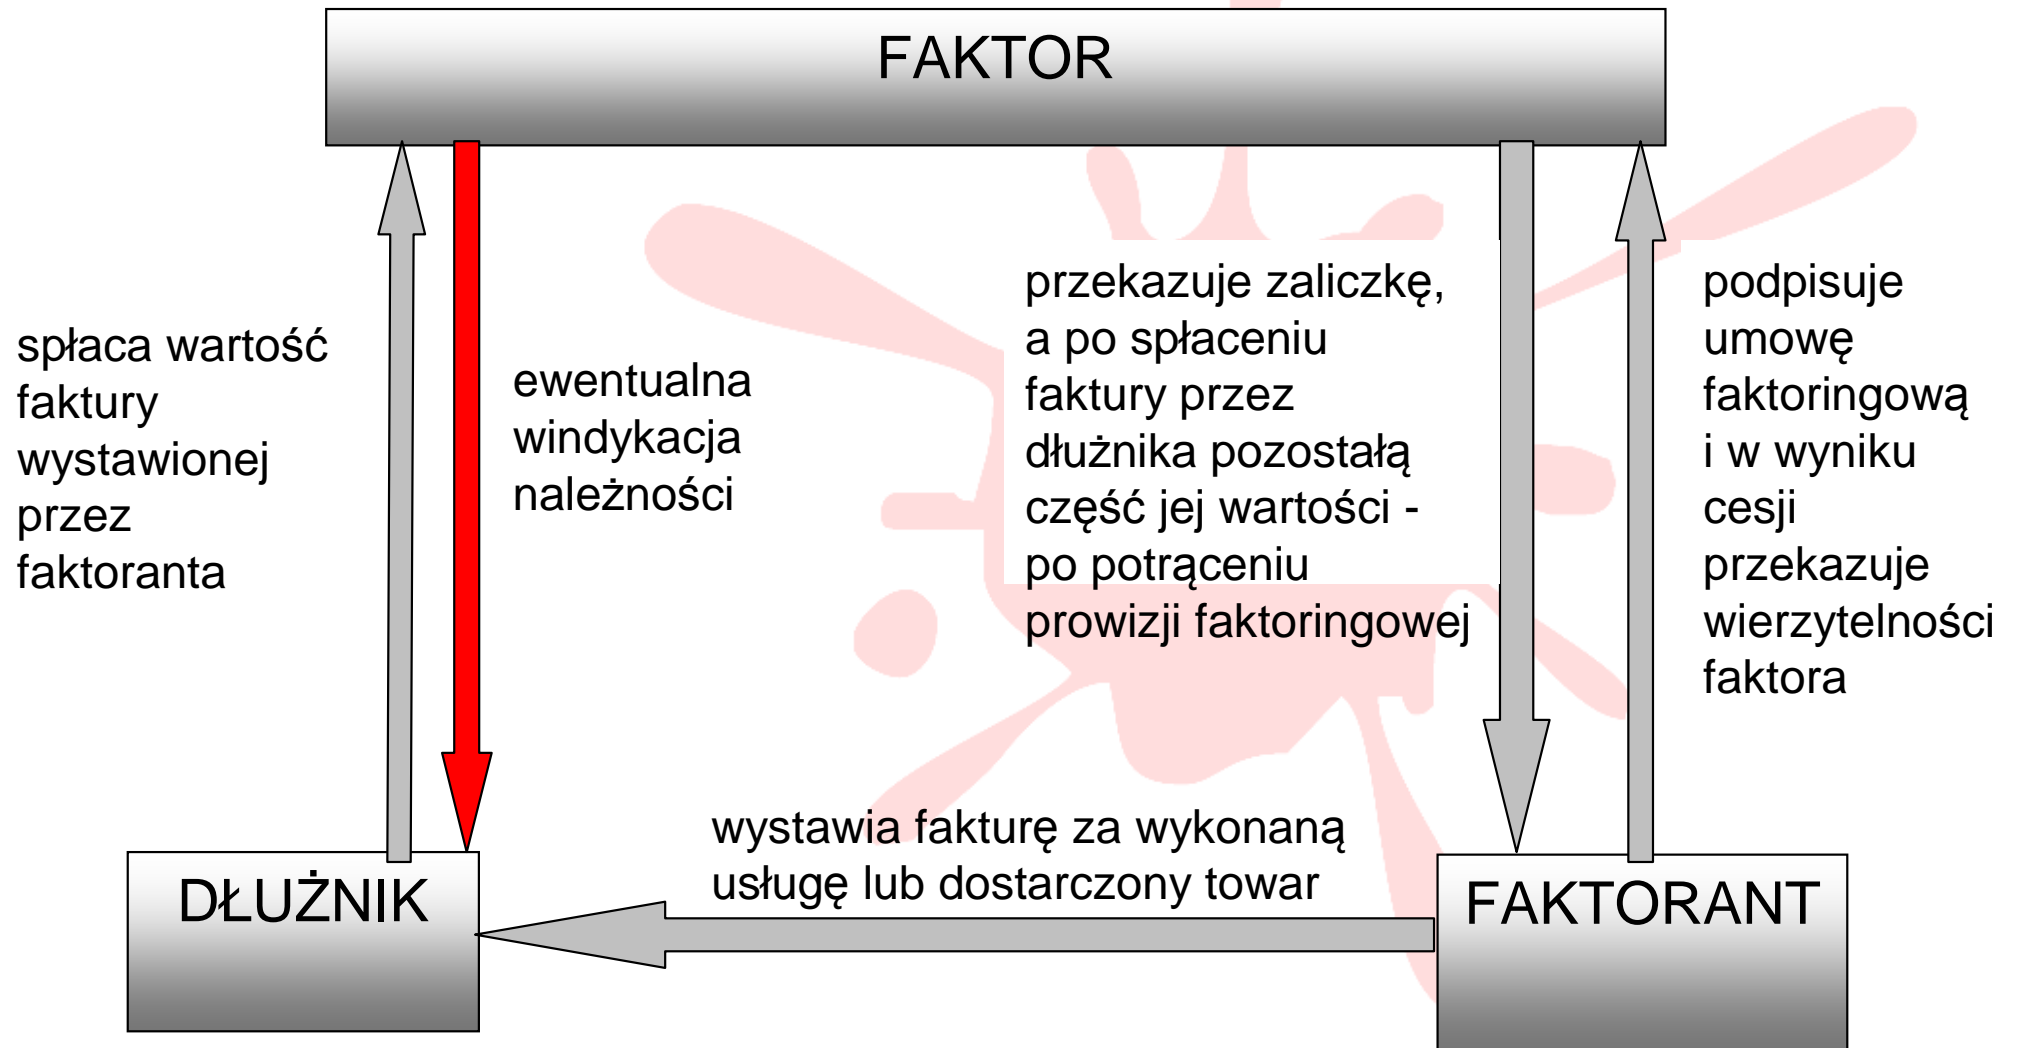 FAKTOR
spłaca wartość
faktury
wystawionej
przez
faktoranta
ewentualna
windykacja
należności
przekazuje zaliczkę,
a po spłaceniu
faktury przez
dłużnika pozostałą
część jej wartości -
po potrąceniu
prowizji faktoringowej
podpisuje
umowę
faktoringową
i w wyniku
cesji
przekazuje
wierzytelności
faktora
wystawia fakturę za wykonaną
usługę lub dostarczony towar
DŁUŻNIK
FAKTORANT